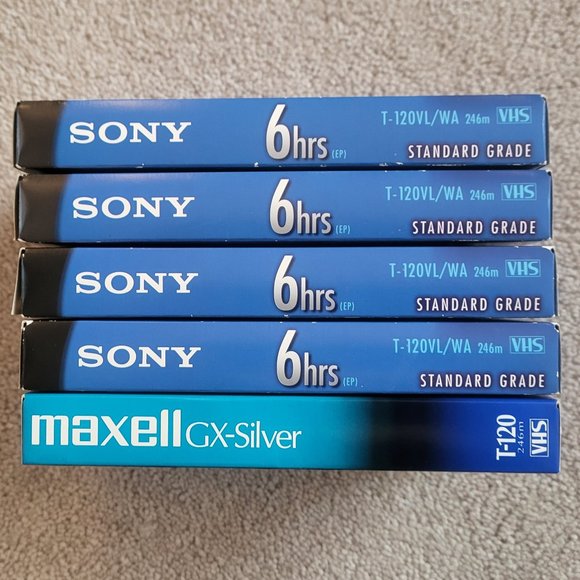 SONY 6hrs (EP) T-120VL/WA 246m VHS
STANDARD GRADE
SONY 6hrs (EP) T-120VL/WA 246m VHS
STANDARD GRADE
SONY 6hrs (EP) T-120VL/WA 246m VHS
STANDARD GRADE
SONY 6hrs (EP) T-120VL/WA 246m VHS
STANDARD GRADE
maxell GX-Silver
T-120
246m
VHS